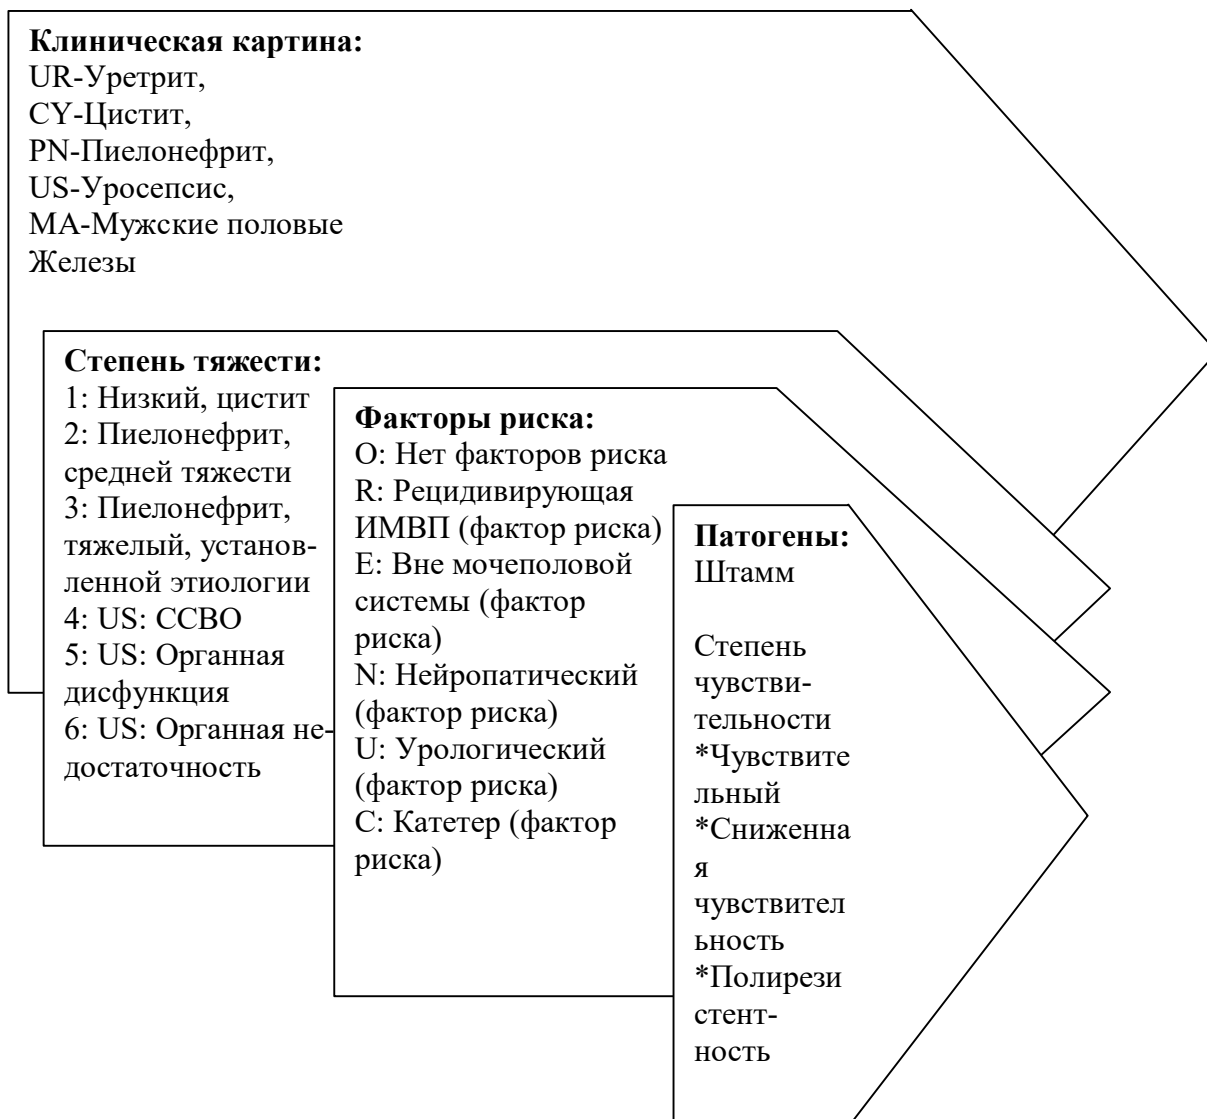 Клиническая картина:
UR-Уретрит,
CY-Цистит,
PN-Пиелонефрит,
US-Уросепсис,
MA-Мужские половые
Железы
Степень тяжести:
1: Низкий, цистит
2: Пиелонефрит,
средней тяжести
3: Пиелонефрит,
тяжелый, установ-
ленной этиологии
4: US: ССВО
5: US: Органная
дисфункция
6: US: Органная не-
достаточность
Факторы риска:
O: Нет факторов риска
R: Рецидивирующая
ИМВП (фактор риска)
E: Вне мочеполовой
системы (фактор
риска)
N: Нейропатический
(фактор риска)
U: Урологический
(фактор риска)
C: Катетер (фактор
риска)
Патогены:
Штамм
Степень
чувстви-
тельности
*Чувствите
льный
*Сниженна
я
чувствител
ьность
*Полирези
стент-
ность